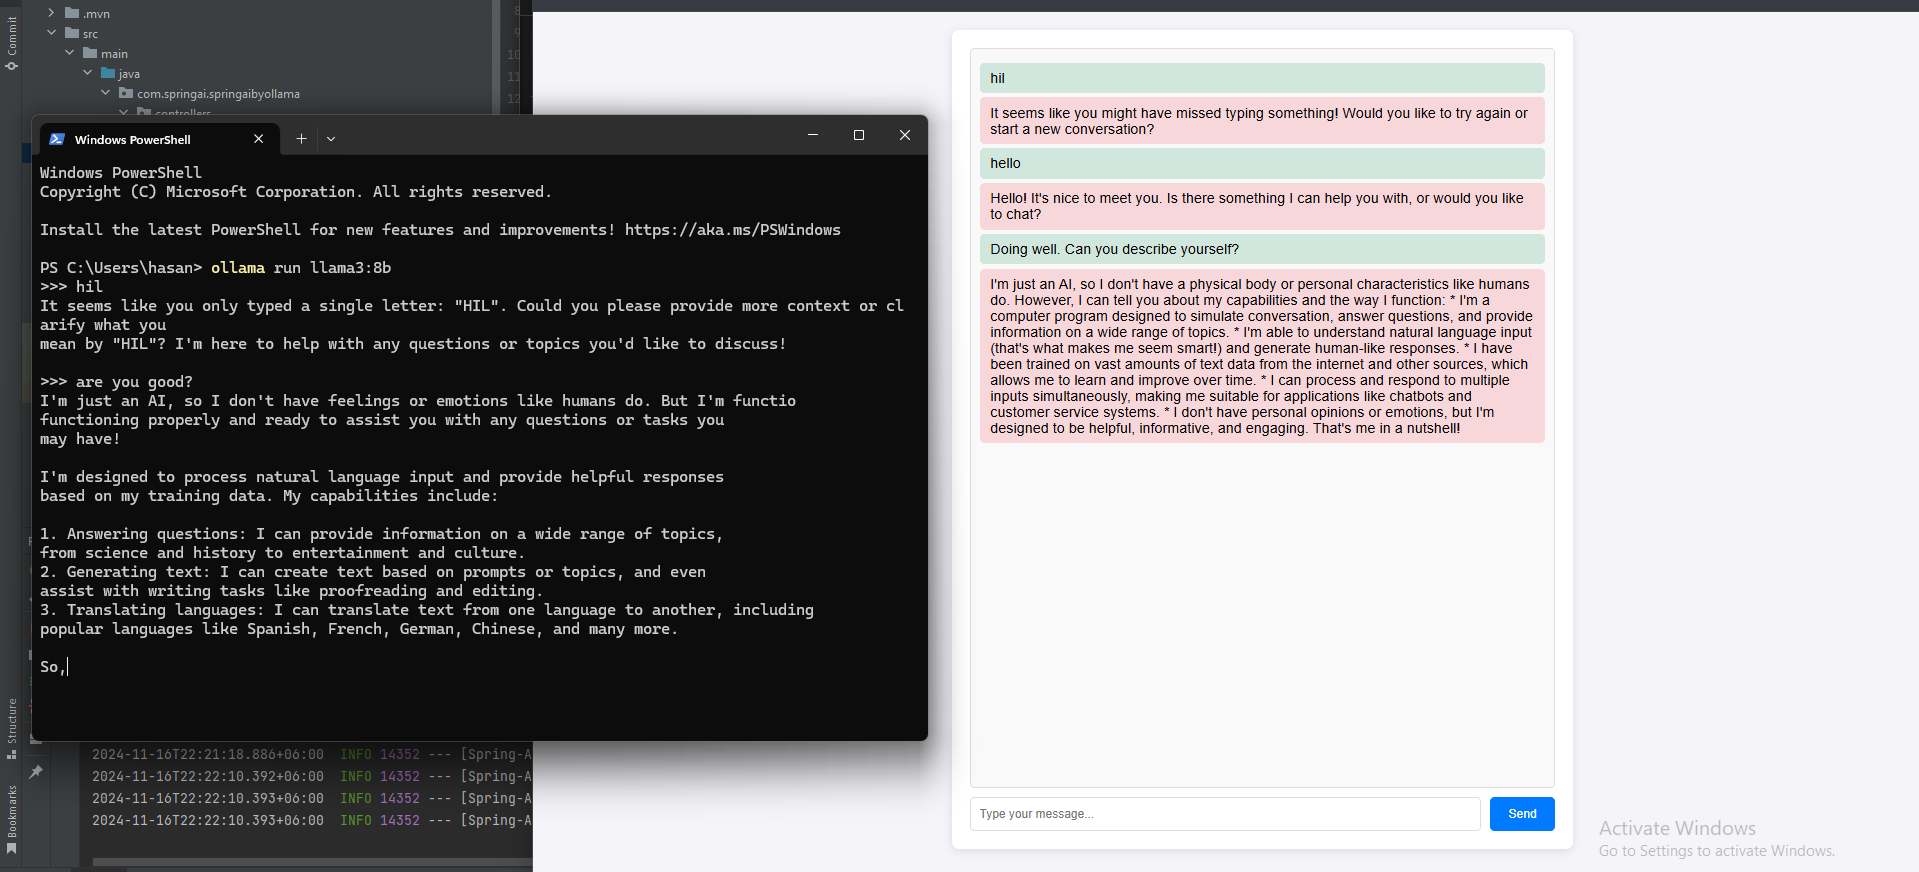 Commit
.mvn
src
main
java
com.springai.springaibyollama
controllers
8
9
10
11
12
Windows PowerShell
Windows PowerShell
Copyright (C) Microsoft Corporation. All rights reserved.
Install the latest PowerShell for new features and improvements! https://aka.ms/PSWindows
PS C:\Users\hasan> ollama run llama3:8b
>>> hil
It seems like you only typed a single letter: "HIL". Could you please provide more context or cl
arify what you
mean by "HIL"? I'm here to help with any questions or topics you'd like to discuss!
>>> are you good?
I'm just an AI, so I don't have feelings or emotions like humans do. But I'm functio
functioning properly and ready to assist you with any questions or tasks you
may have!
I'm designed to process natural language input and provide helpful responses
based on my training data. My capabilities include:
1. Answering questions: I can provide information on a wide range of topics,
from science and history to entertainment and culture.
2. Generating text: I can create text based on prompts or topics, and even
assist with writing tasks like proofreading and editing.
3. Translating languages: I can translate text from one language to another, including
popular languages like Spanish, French, German, Chinese, and many more.
So,
Structure
Bookmarks
2024-11-16T22:21:18.886+06:00 INFO 14352 --- [Spring-A
2024-11-16T22:22:10.392+06:00 INFO 14352 --- [Spring-A
2024-11-16T22:22:10.393+06:00 INFO 14352 --- [Spring-A
2024-11-16T22:22:10.393+06:00 INFO 14352 --- [Spring-A
hil
It seems like you might have missed typing something! Would you like to try again or
start a new conversation?
hello
Hello! It's nice to meet you. Is there something I can help you with, or would you like
to chat?
Doing well. Can you describe yourself?
I'm just an AI, so I don't have a physical body or personal characteristics like humans
do. However, I can tell you about my capabilities and the way I function: * I'm a
computer program designed to simulate conversation, answer questions, and provide
information on a wide range of topics. * I'm able to understand natural language input
(that's what makes me seem smart!) and generate human-like responses. * I have
been trained on vast amounts of text data from the internet and other sources, which
allows me to learn and improve over time. * I can process and respond to multiple
inputs simultaneously, making me suitable for applications like chatbots and
customer service systems. * I don't have personal opinions or emotions, but I'm
designed to be helpful, informative, and engaging. That's me in a nutshell!
Type your message...
Send
Activate Windows
Go to Settings to activate Windows.